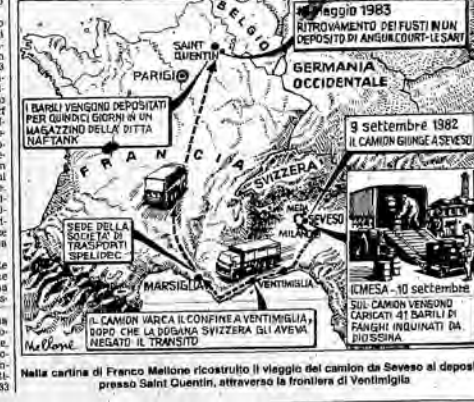 BELGIO
19 maggio 1983
RITROVAMENTO DEI FUSTI IN UN
DEPOSITO DI ANGUILCOURT-LE SART
SAINT
QUENTIN
PARIGI
GERMANIA
OCCIDENTALE
I BARILI VENGONO DEPOSITATI
PER QUINDICI GIORNI IN UN
MAGAZZINO DELLA DITTA
NAFTANK
9 settembre 1982
IL CAMION GIUNGE A SEVESO
FRANCIA
SVIZZERA
MEDA
SEVESO
MILANO
SEDE DELLA
SOCIETA' DI
TRASPORTI
SPELIDEC
MARSIGLIA
VENTIMIGLIA
ICMESA - 10 settembre
SUL CAMION VENGONO
CARICATI 41 BARILI DI
FANGHI INQUINATI DA
DIOSSINA
IL CAMION VARCA IL CONFINE A VENTIMIGLIA,
DOPO CHE LA DOGANA SVIZZERA GLI AVEVA
NEGATO IL TRANSITO
Mellone
Nella cartina di Franco Mellone ricostruito il viaggio del camion da Seveso al deposi
presso Saint Quentin, attraverso la frontiera di Ventimiglia